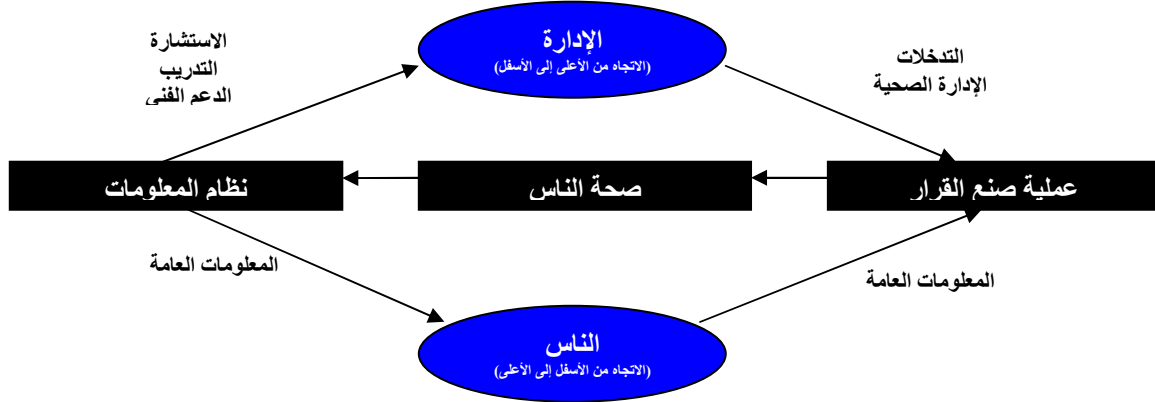 الإدارة
(الاتجاه من الأعلى إلى الأسفل)
الاستشارة
التدريب
الدعم الفني
التدخلات
الإدارة الصحية
عملية صنع القرار
صحة الناس
نظام المعلومات
المعلومات العامة
المعلومات العامة
الناس
(الاتجاه من الأسفل إلى الأعلى)